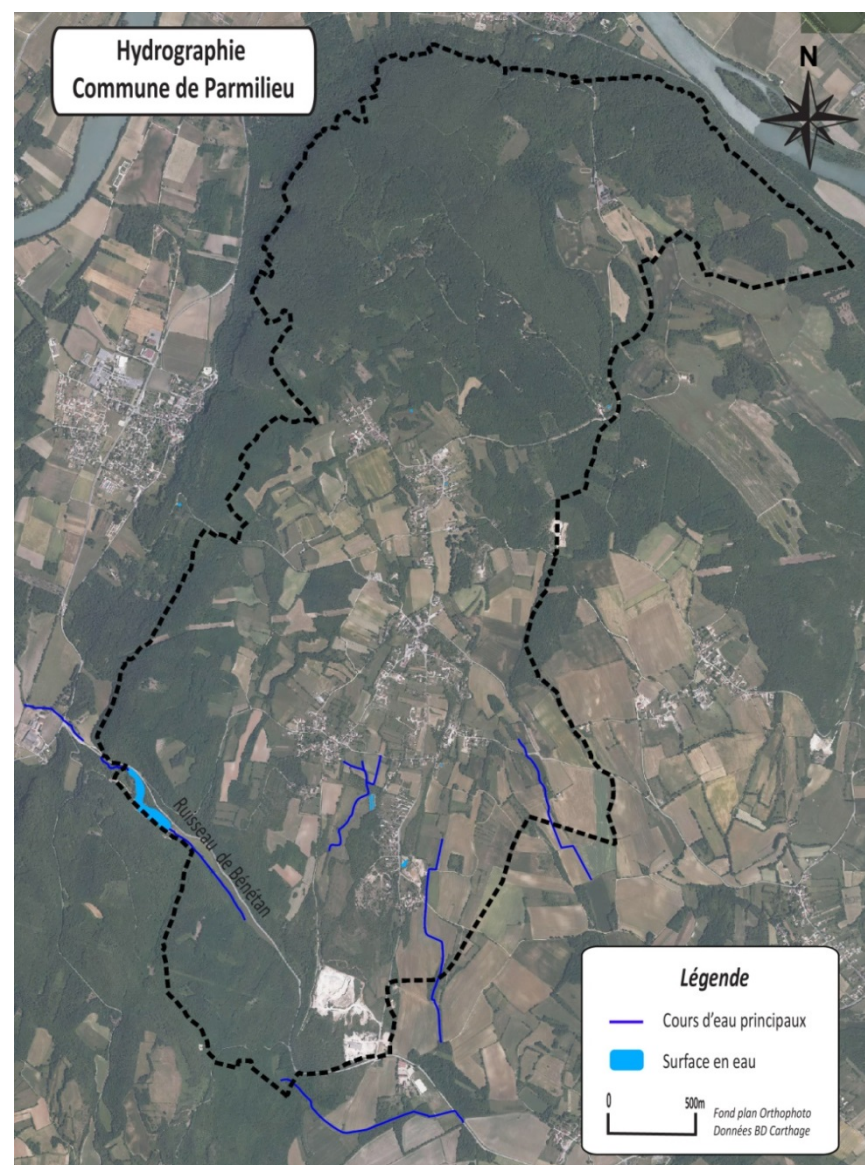 Hydrographie
Commune de Parmilieu
N
Ruisseau de Bénétan
Légende
Cours d'eau principaux
Surface en eau
0 500m
Fond plan Orthophoto
Données BD Carthage